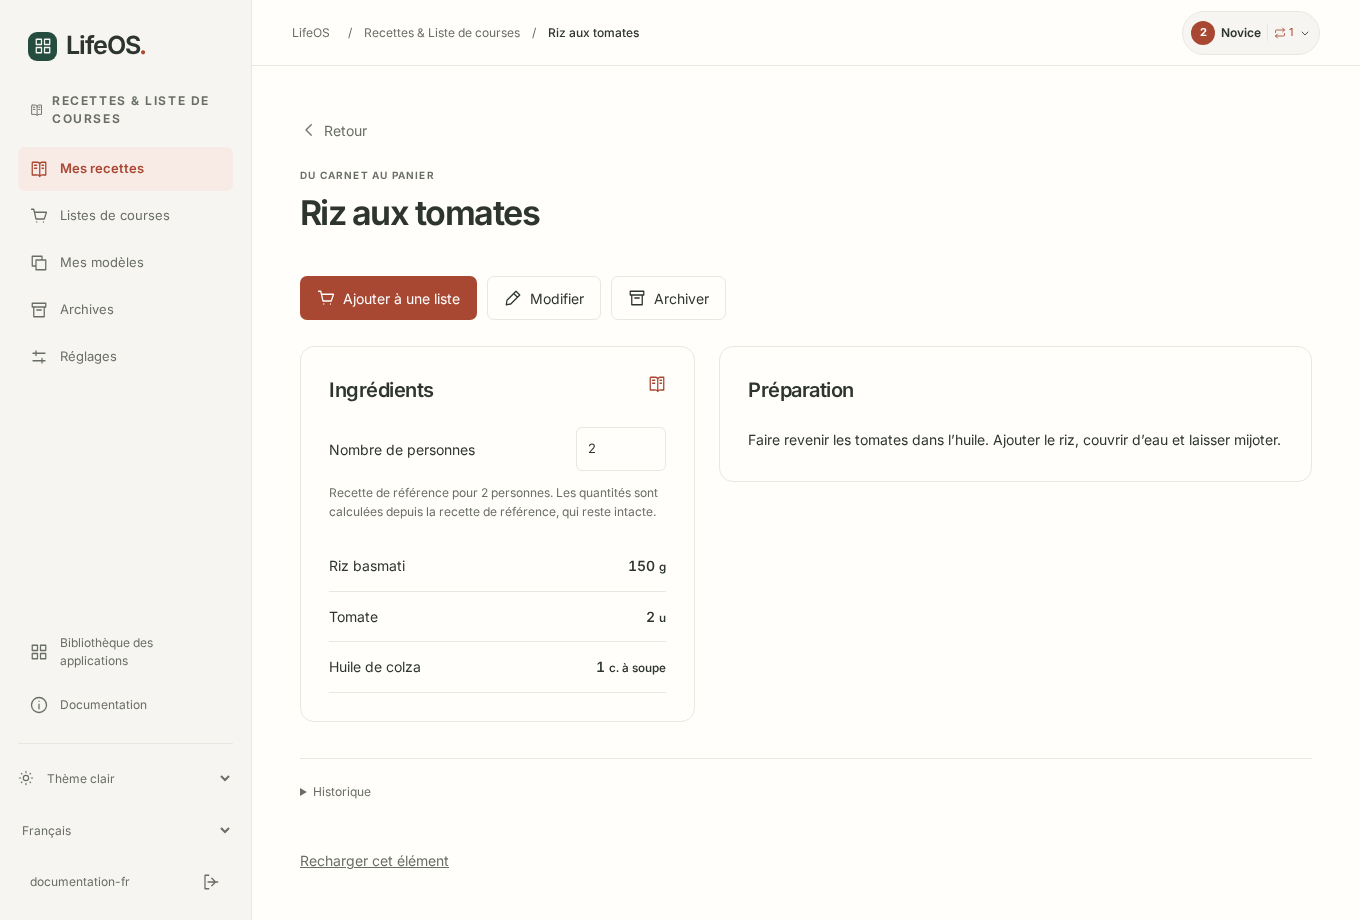 LifeOS.
RECETTES & LISTE DE
COURSES
Mes recettes
Listes de courses
Mes modèles
Archives
Réglages
Bibliothèque des
applications
Documentation
Thème clair
Français
documentation-fr
LifeOS / Recettes & Liste de courses / Riz aux tomates
2 Novice 1
Retour
DU CARNET AU PANIER
Riz aux tomates
Ajouter à une liste
Modifier
Archiver
Ingrédients
Nombre de personnes 2
Recette de référence pour 2 personnes. Les quantités sont
calculées depuis la recette de référence, qui reste intacte.
Riz basmati 150 g
Tomate 2 u
Huile de colza 1 c. à soupe
Préparation
Faire revenir les tomates dans l’huile. Ajouter le riz, couvrir d’eau et laisser mijoter.
Historique
Recharger cet élément